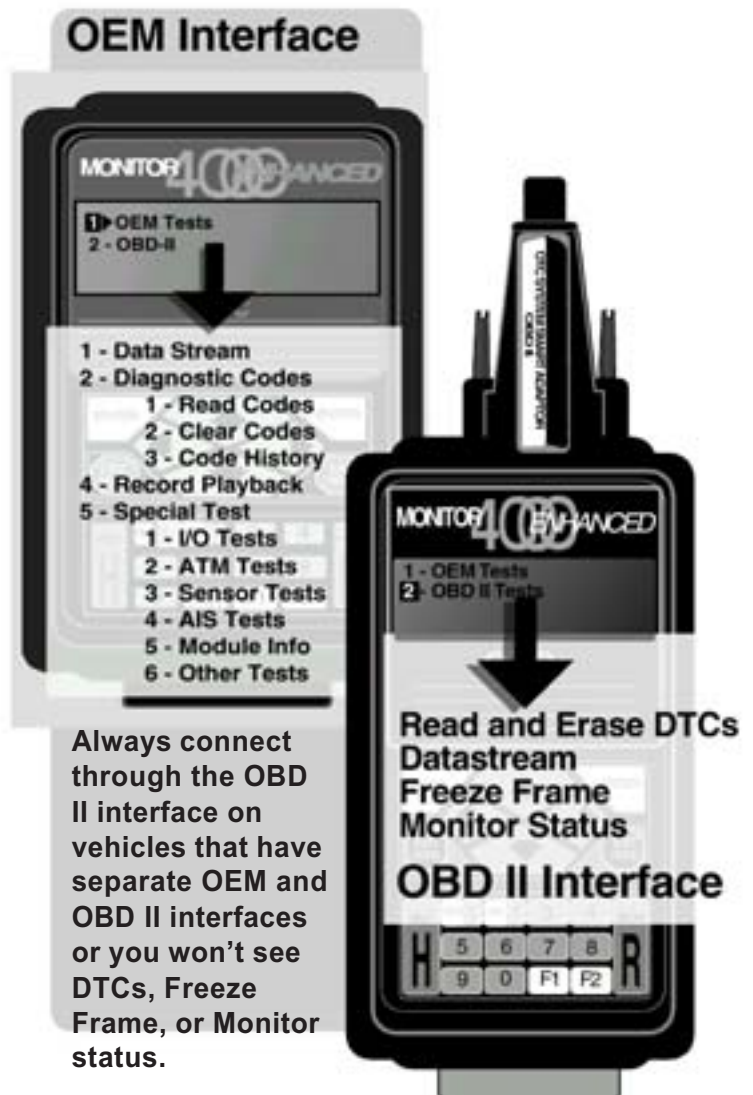 OEM Interface
MONITOR 4000 ENHANCED
1 OEM Tests
2 - OBD-II
1 - Data Stream
2 - Diagnostic Codes
1 - Read Codes
2 - Clear Codes
3 - Code History
4 - Record Playback
5 - Special Test
1 - I/O Tests
2 - ATM Tests
3 - Sensor Tests
4 - AIS Tests
5 - Module Info
6 - Other Tests
Always connect
through the OBD
II interface on
vehicles that have
separate OEM and
OBD II interfaces
or you won’t see
DTCs, Freeze
Frame, or Monitor
status.
SMART ADAPTOR
OBD II
MONITOR 4000 ENHANCED
1 - OEM Tests
2 - OBD II Tests
Read and Erase DTCs
Datastream
Freeze Frame
Monitor Status
OBD II Interface
H 5 6 7 8 R
9 0 F1 F2